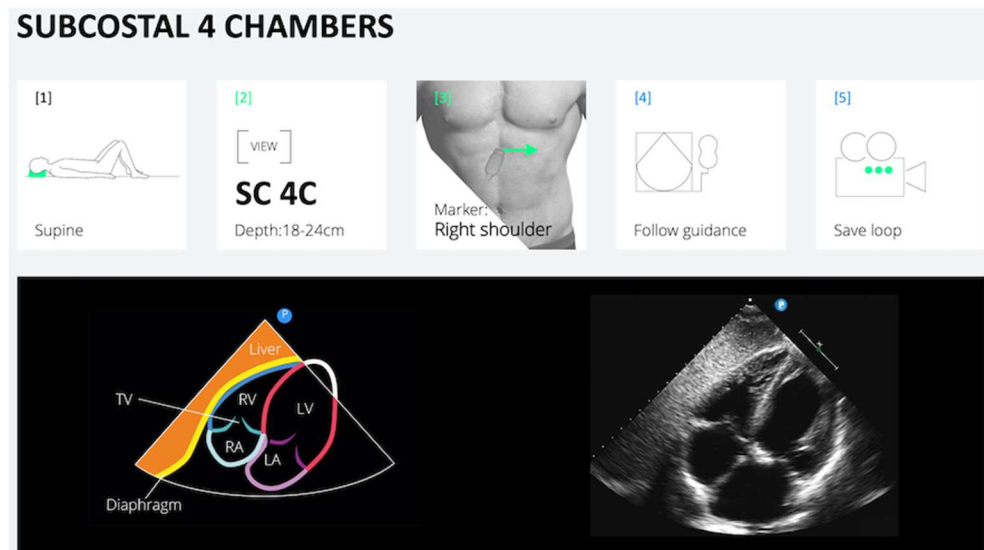 SUBCOSTAL 4 CHAMBERS
[1]
Supine
[2]
VIEW
SC 4C
Depth:18-24cm
[3]
Marker:
Right shoulder
[4]
Follow guidance
[5]
Save loop
P
Liver
TV
RV
LV
RA
LA
Diaphragm
P